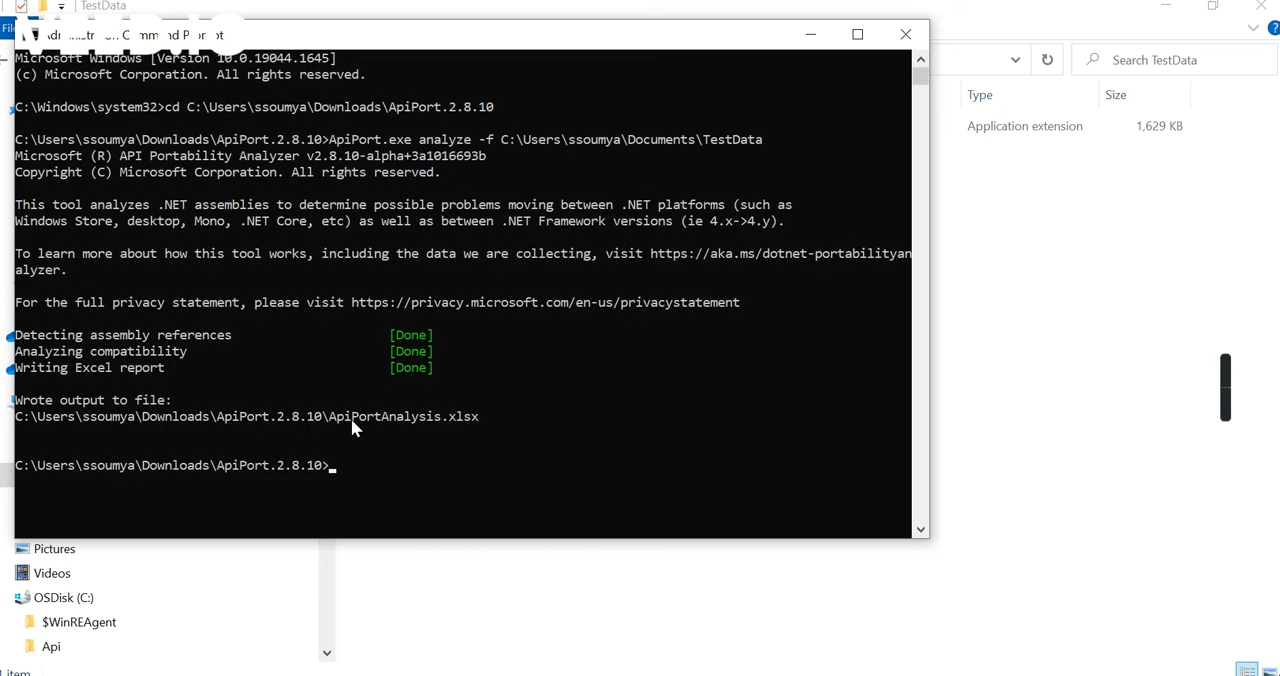 TestData
Microsoft Windows [Version 10.0.19044.1645]
(c) Microsoft Corporation. All rights reserved.
C:\Windows\system32>cd C:\Users\ssoumya\Downloads\ApiPort.2.8.10
C:\Users\ssoumya\Downloads\ApiPort.2.8.10>ApiPort.exe analyze -f C:\Users\ssoumya\Documents\TestData
Microsoft (R) API Portability Analyzer v2.8.10-alpha+3a1016693b
Copyright (C) Microsoft Corporation. All rights reserved.
This tool analyzes .NET assemblies to determine possible problems moving between .NET platforms (such as
Windows Store, desktop, Mono, .NET Core, etc) as well as between .NET Framework versions (ie 4.x->4.y).
To learn more about how this tool works, including the data we are collecting, visit https://aka.ms/dotnet-portabilityan
alyzer.
For the full privacy statement, please visit https://privacy.microsoft.com/en-us/privacystatement
Detecting assembly references [Done]
Analyzing compatibility [Done]
Writing Excel report [Done]
Wrote output to file:
C:\Users\ssoumya\Downloads\ApiPort.2.8.10\ApiPortAnalysis.xlsx
C:\Users\ssoumya\Downloads\ApiPort.2.8.10>
Search TestData
Type Size
Application extension 1,629 KB
Pictures
Videos
OSDisk (C:)
$WinREAgent
Api